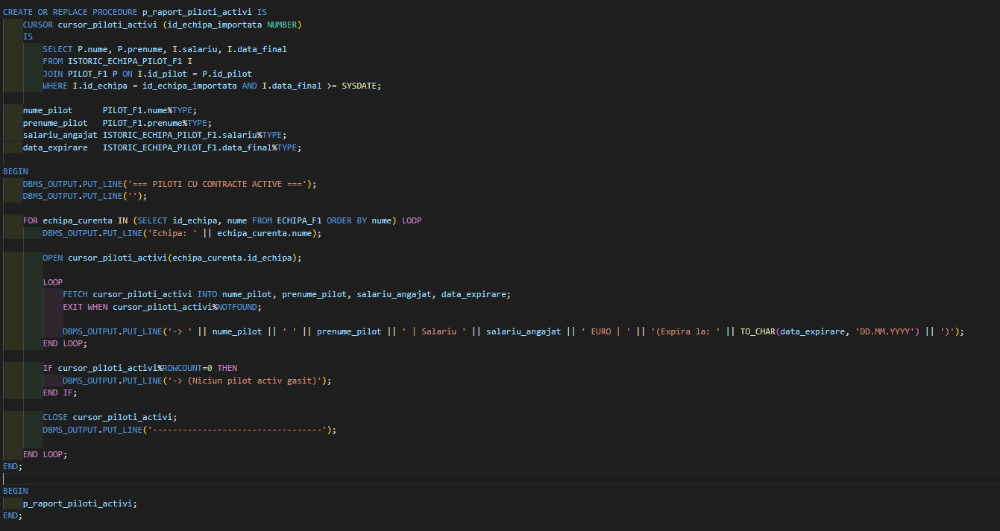 CREATE OR REPLACE PROCEDURE p_raport_piloti_activi IS
    CURSOR cursor_piloti_activi (id_echipa_importata NUMBER)
    IS
        SELECT P.nume, P.prenume, I.salariu, I.data_final
        FROM ISTORIC_ECHIPA_PILOT_F1 I
        JOIN PILOT_F1 P ON I.id_pilot = P.id_pilot
        WHERE I.id_echipa = id_echipa_importata AND I.data_final >= SYSDATE;

    nume_pilot      PILOT_F1.nume%TYPE;
    prenume_pilot   PILOT_F1.prenume%TYPE;
    salariu_angajat ISTORIC_ECHIPA_PILOT_F1.salariu%TYPE;
    data_expirare   ISTORIC_ECHIPA_PILOT_F1.data_final%TYPE;

BEGIN
    DBMS_OUTPUT.PUT_LINE('=== PILOTI CU CONTRACTE ACTIVE ===');
    DBMS_OUTPUT.PUT_LINE('');

    FOR echipa_curenta IN (SELECT id_echipa, nume FROM ECHIPA_F1 ORDER BY nume) LOOP
        DBMS_OUTPUT.PUT_LINE('Echipa: ' || echipa_curenta.nume);

        OPEN cursor_piloti_activi(echipa_curenta.id_echipa);

        LOOP
            FETCH cursor_piloti_activi INTO nume_pilot, prenume_pilot, salariu_angajat, data_expirare;
            EXIT WHEN cursor_piloti_activi%NOTFOUND;

            DBMS_OUTPUT.PUT_LINE('-> ' || nume_pilot || ' ' || prenume_pilot || ' | Salariu ' || salariu_angajat || ' EURO | ' || '(Expira la: ' || TO_CHAR(data_expirare, 'DD.MM.YYYY') || ')');
        END LOOP;

        IF cursor_piloti_activi%ROWCOUNT=0 THEN
            DBMS_OUTPUT.PUT_LINE('-> (Niciun pilot activ gasit)');
        END IF;

        CLOSE cursor_piloti_activi;
        DBMS_OUTPUT.PUT_LINE('----------------------------------');

    END LOOP;
END;

BEGIN
    p_raport_piloti_activi;
END;